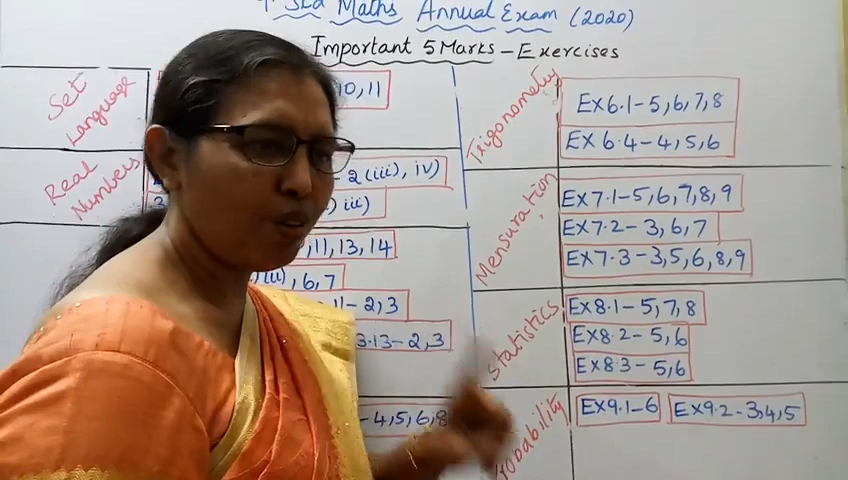 Std Maths Annual Exam (2020)
Important 5 Marks - Exercises
Set Language
10, 11
Real Numbers
2(iii), iv)
iii)
11, 13, 14
, 6, 7
- 2, 3
3.13 - 2, 3
- 4, 5, 6, 8
Trigonometry
EX 6.1 - 5, 6, 7, 8
EX 6.4 - 4, 5, 6
Mensuration
EX 7.1 - 5, 6, 7, 8, 9
EX 7.2 - 3, 6, 7
EX 7.3 - 3, 5, 6, 8, 9
Statistics
EX 8.1 - 5, 7, 8
EX 8.2 - 5, 6
EX 8.3 - 5, 6
Probability
EX 9.1 - 6
EX 9.2 - 3, 4, 5